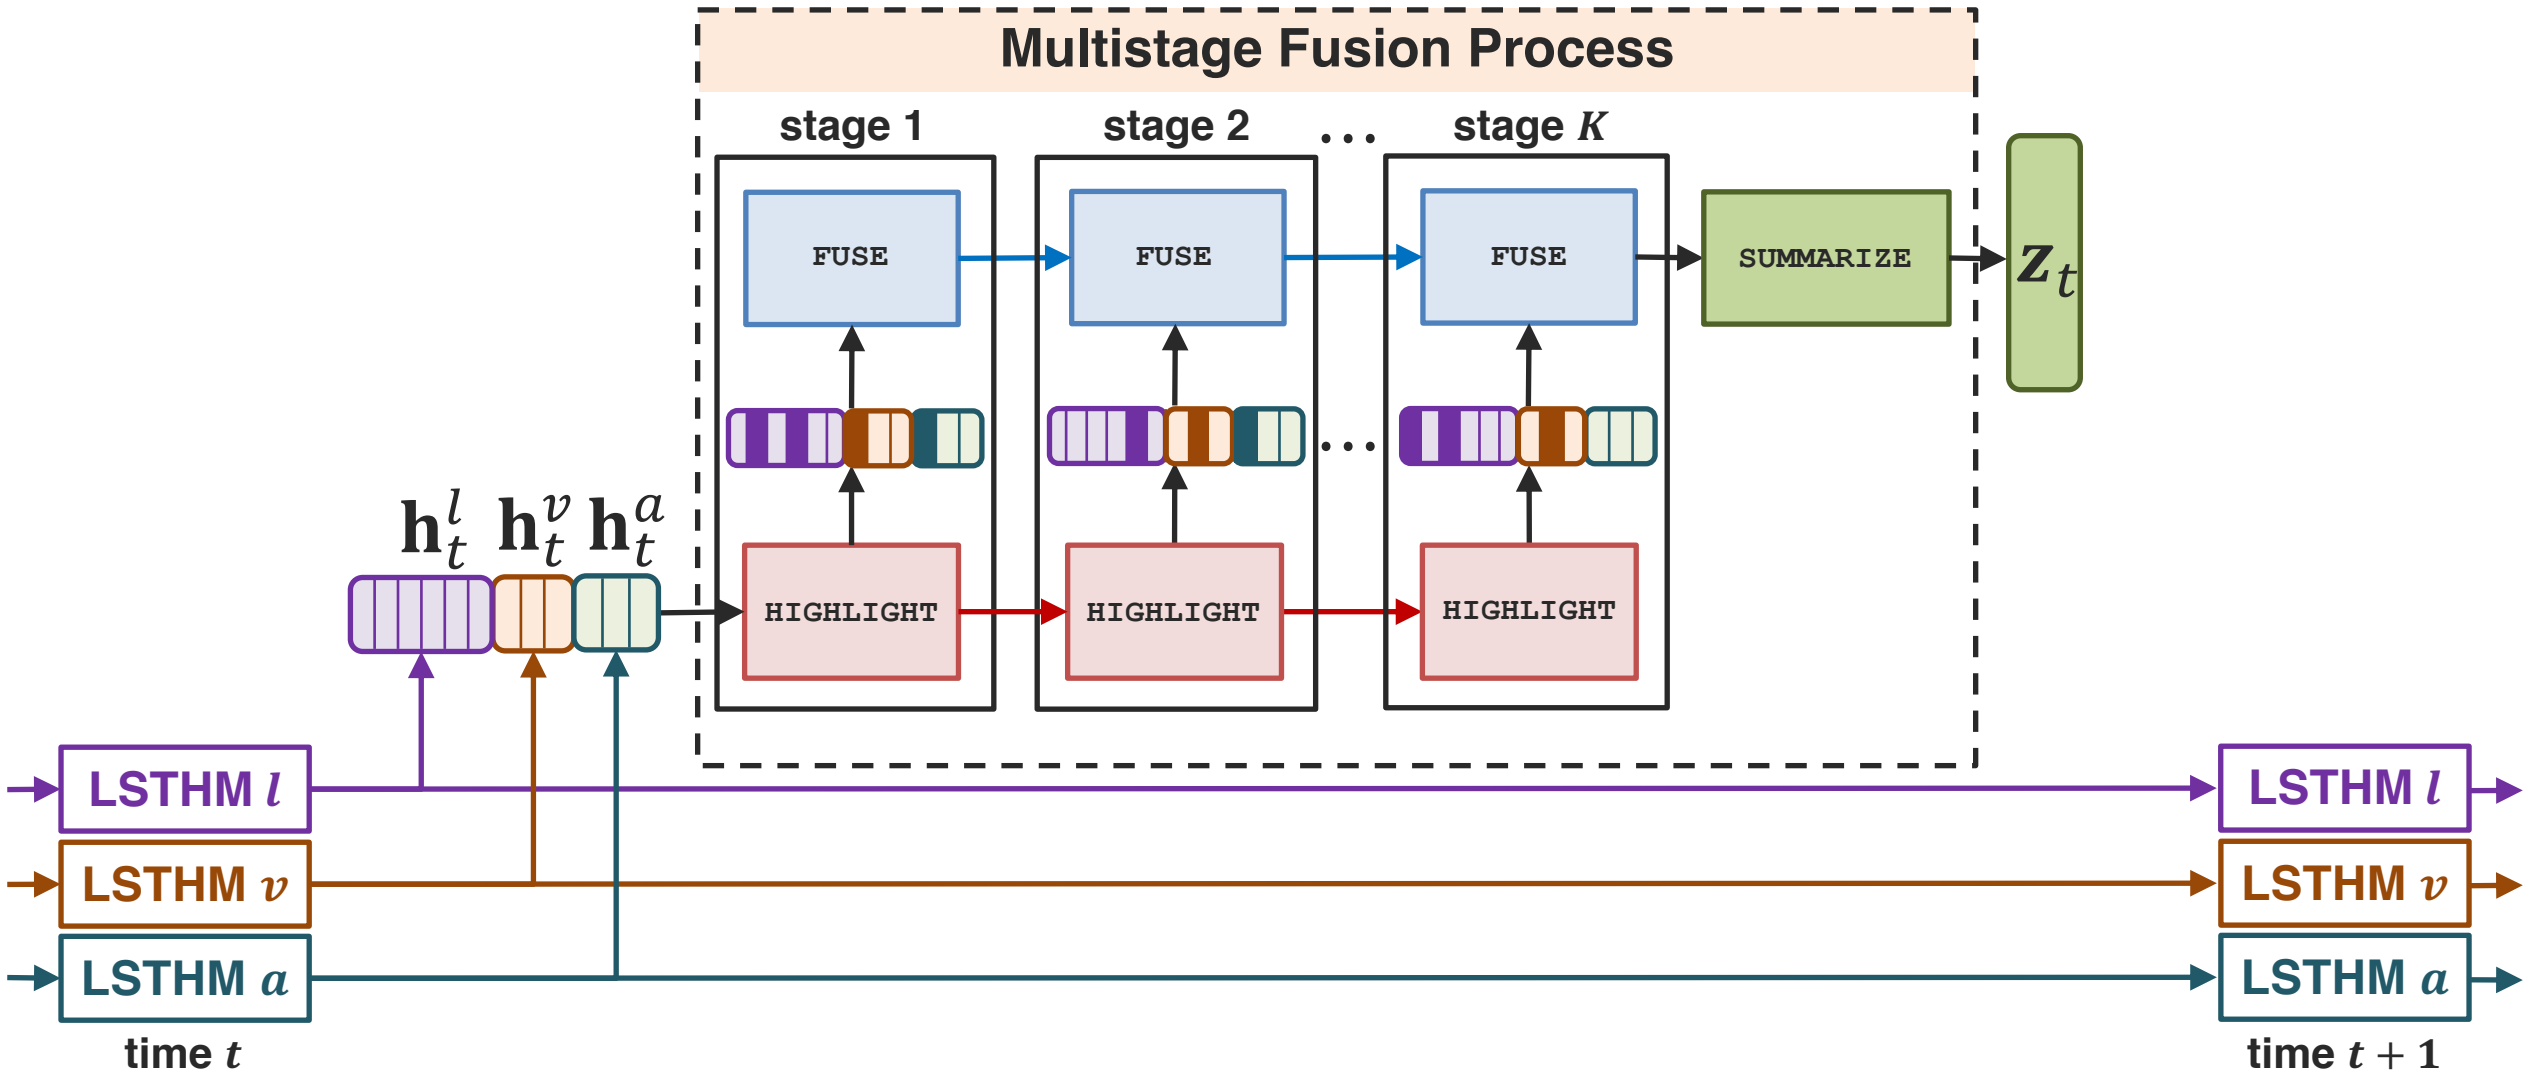 Multistage Fusion Process
stage 1
stage 2
...
stage K
FUSE
FUSE
FUSE
SUMMARIZE
z_t
...
h_t^l h_t^v h_t^a
HIGHLIGHT
HIGHLIGHT
HIGHLIGHT
LSTHM l
LSTHM l
LSTHM v
LSTHM v
LSTHM a
LSTHM a
time t
time t + 1